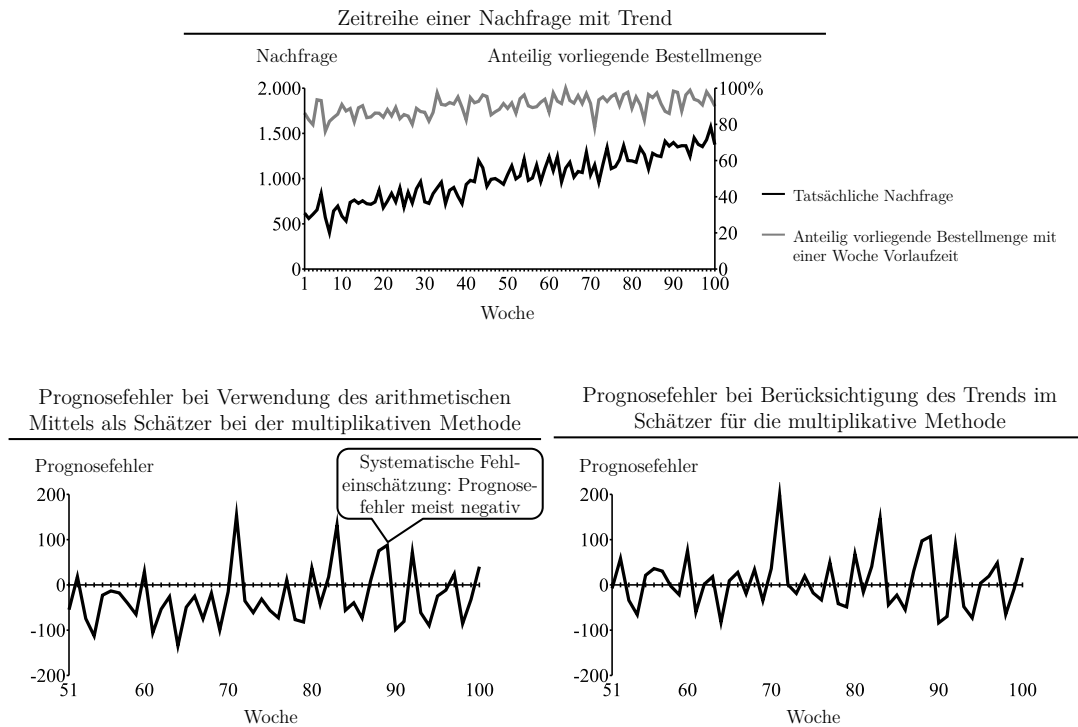 Zeitreihe einer Nachfrage mit Trend
Nachfrage
Anteilig vorliegende Bestellmenge
2.000
1.500
1.000
500
0
100%
80
60
40
20
0
1 10 20 30 40 50 60 70 80 90 100
Woche
Tatsächliche Nachfrage
Anteilig vorliegende Bestellmenge mit
einer Woche Vorlaufzeit
Prognosefehler bei Verwendung des arithmetischen
Mittels als Schätzer bei der multiplikativen Methode
Prognosefehler
Systematische Fehl-
einschätzung: Prognose-
fehler meist negativ
200
100
0
-100
-200
51 60 70 80 90 100
Woche
Prognosefehler bei Berücksichtigung des Trends im
Schätzer für die multiplikative Methode
Prognosefehler
200
100
0
-100
-200
51 60 70 80 90 100
Woche